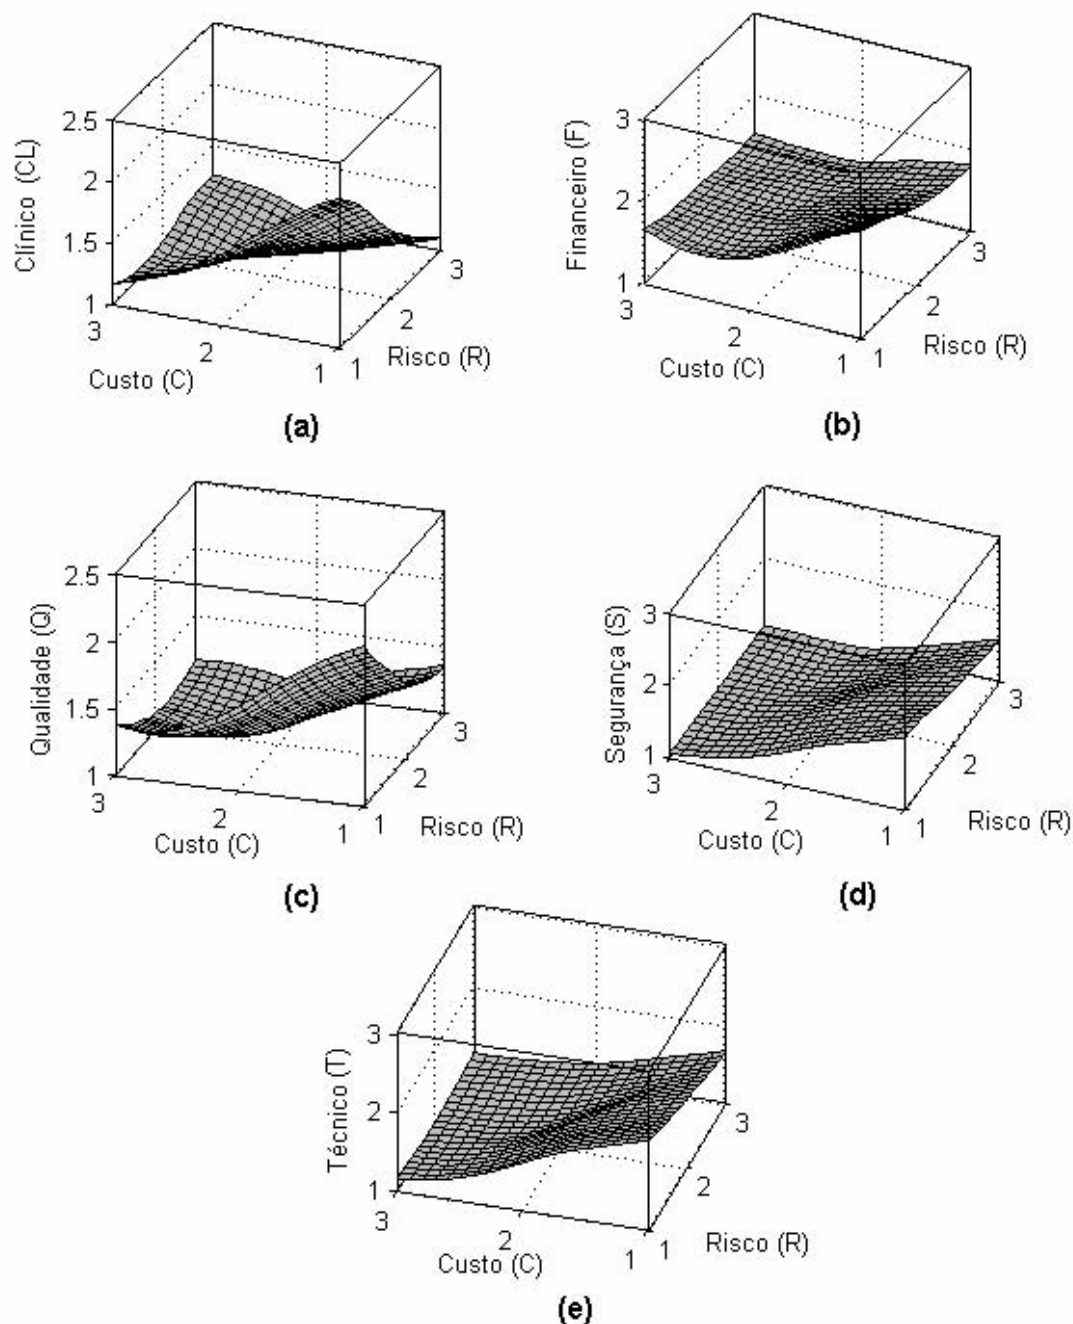 2.5
2
1.5
1
3
2
1
1
2
3
Clínico (CL)
Custo (C)
Risco (R)
(a)
3
2
1
3
2
1
1
2
3
Financeiro (F)
Custo (C)
Risco (R)
(b)
2.5
2
1.5
1
3
2
1
1
2
3
Qualidade (Q)
Custo (C)
Risco (R)
(c)
3
2
1
3
2
1
1
2
3
Segurança (S)
Custo (C)
Risco (R)
(d)
3
2
1
3
2
1
1
2
3
Técnico (T)
Custo (C)
Risco (R)
(e)